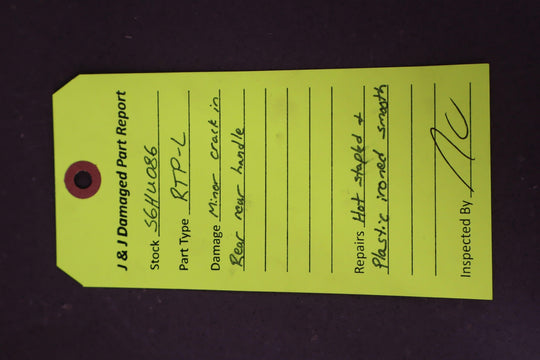 J & J Damaged Part Report
Stock S6HU086
Part Type RTP-L
Damage Minor crack in
Rear rear handle
Repairs Hot stapled +
Plastic ironed smooth
Inspected By